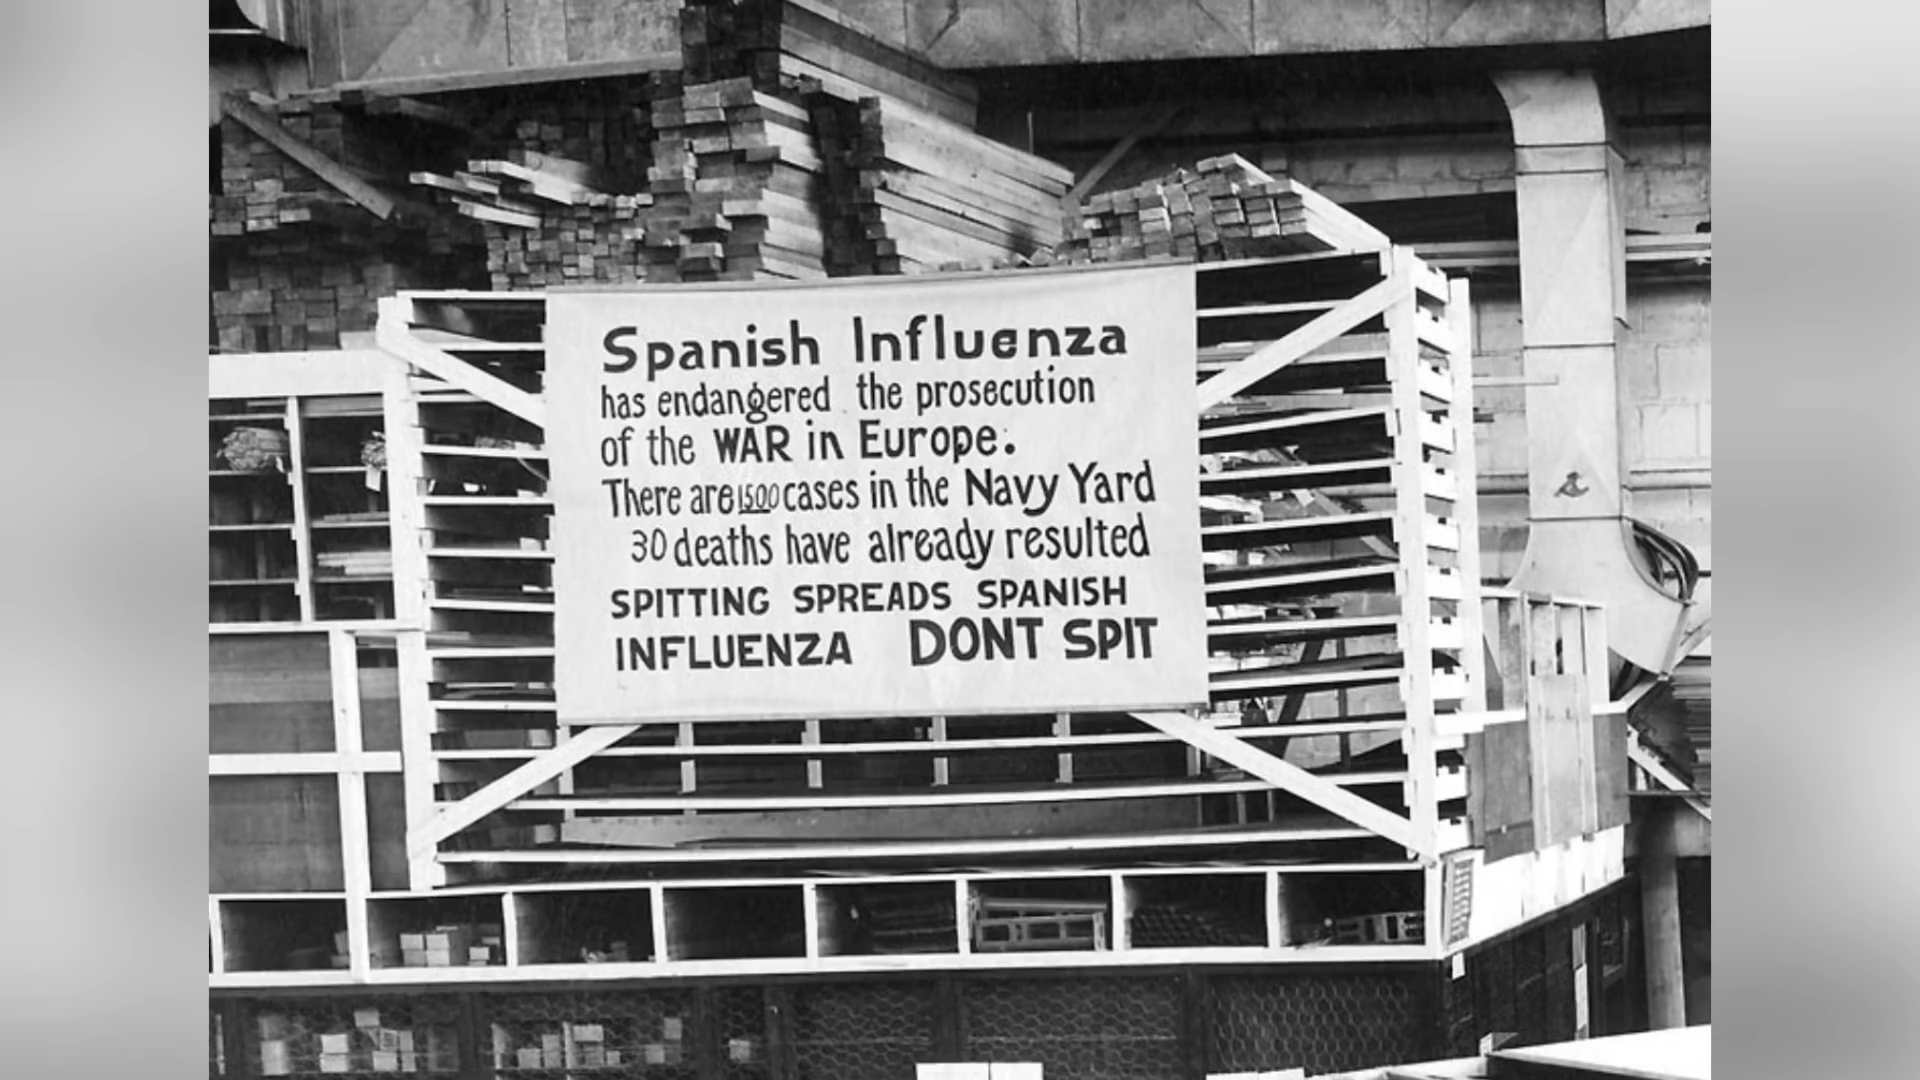 Spanish Influenza
has endangered the prosecution
of the WAR in Europe.
There are 1500 cases in the Navy Yard
30 deaths have already resulted
SPITTING SPREADS SPANISH
INFLUENZA DONT SPIT